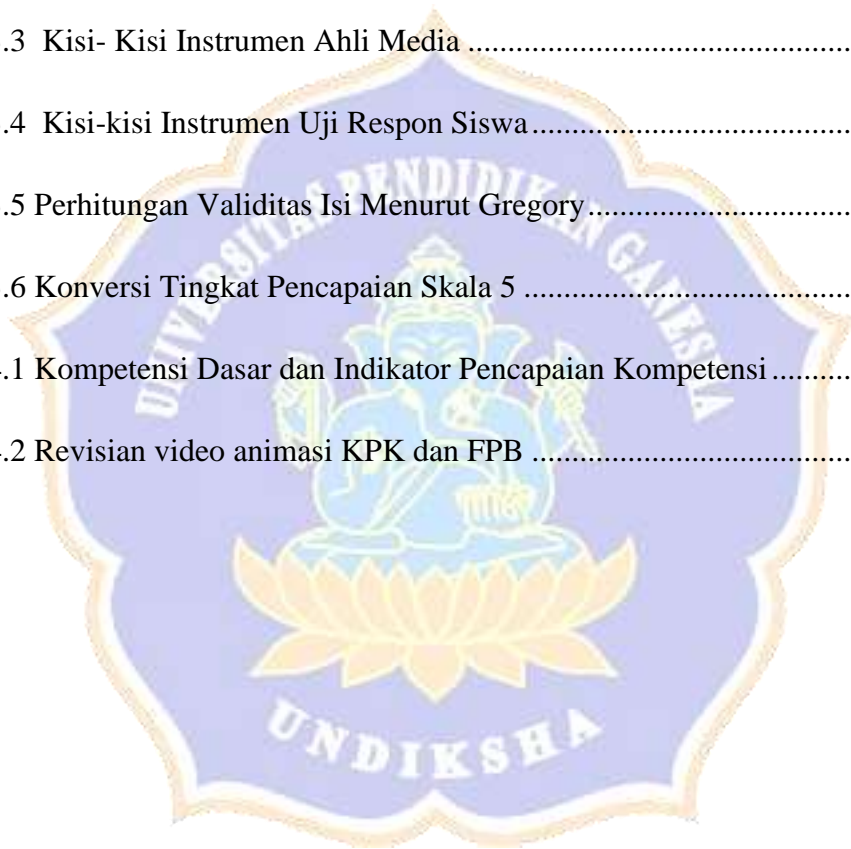 .3 Kisi- Kisi Instrumen Ahli Media ................................................
.4 Kisi-kisi Instrumen Uji Respon Siswa ........................................
.5 Perhitungan Validitas Isi Menurut Gregory .................................
.6 Konversi Tingkat Pencapaian Skala 5 .........................................
.1 Kompetensi Dasar dan Indikator Pencapaian Kompetensi ..........
.2 Revisian video animasi KPK dan FPB ........................................
UNIVERSITAS PENDIDIKAN GANESHA
UNDIKSHA